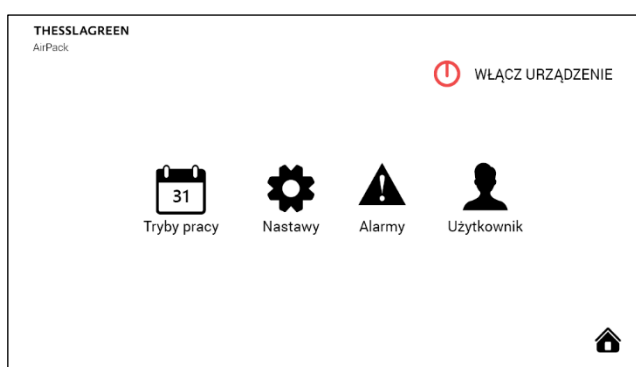 THESSLAGREEN
AirPack
WŁĄCZ URZĄDZENIE
31
Tryby pracy
Nastawy
Alarmy
Użytkownik